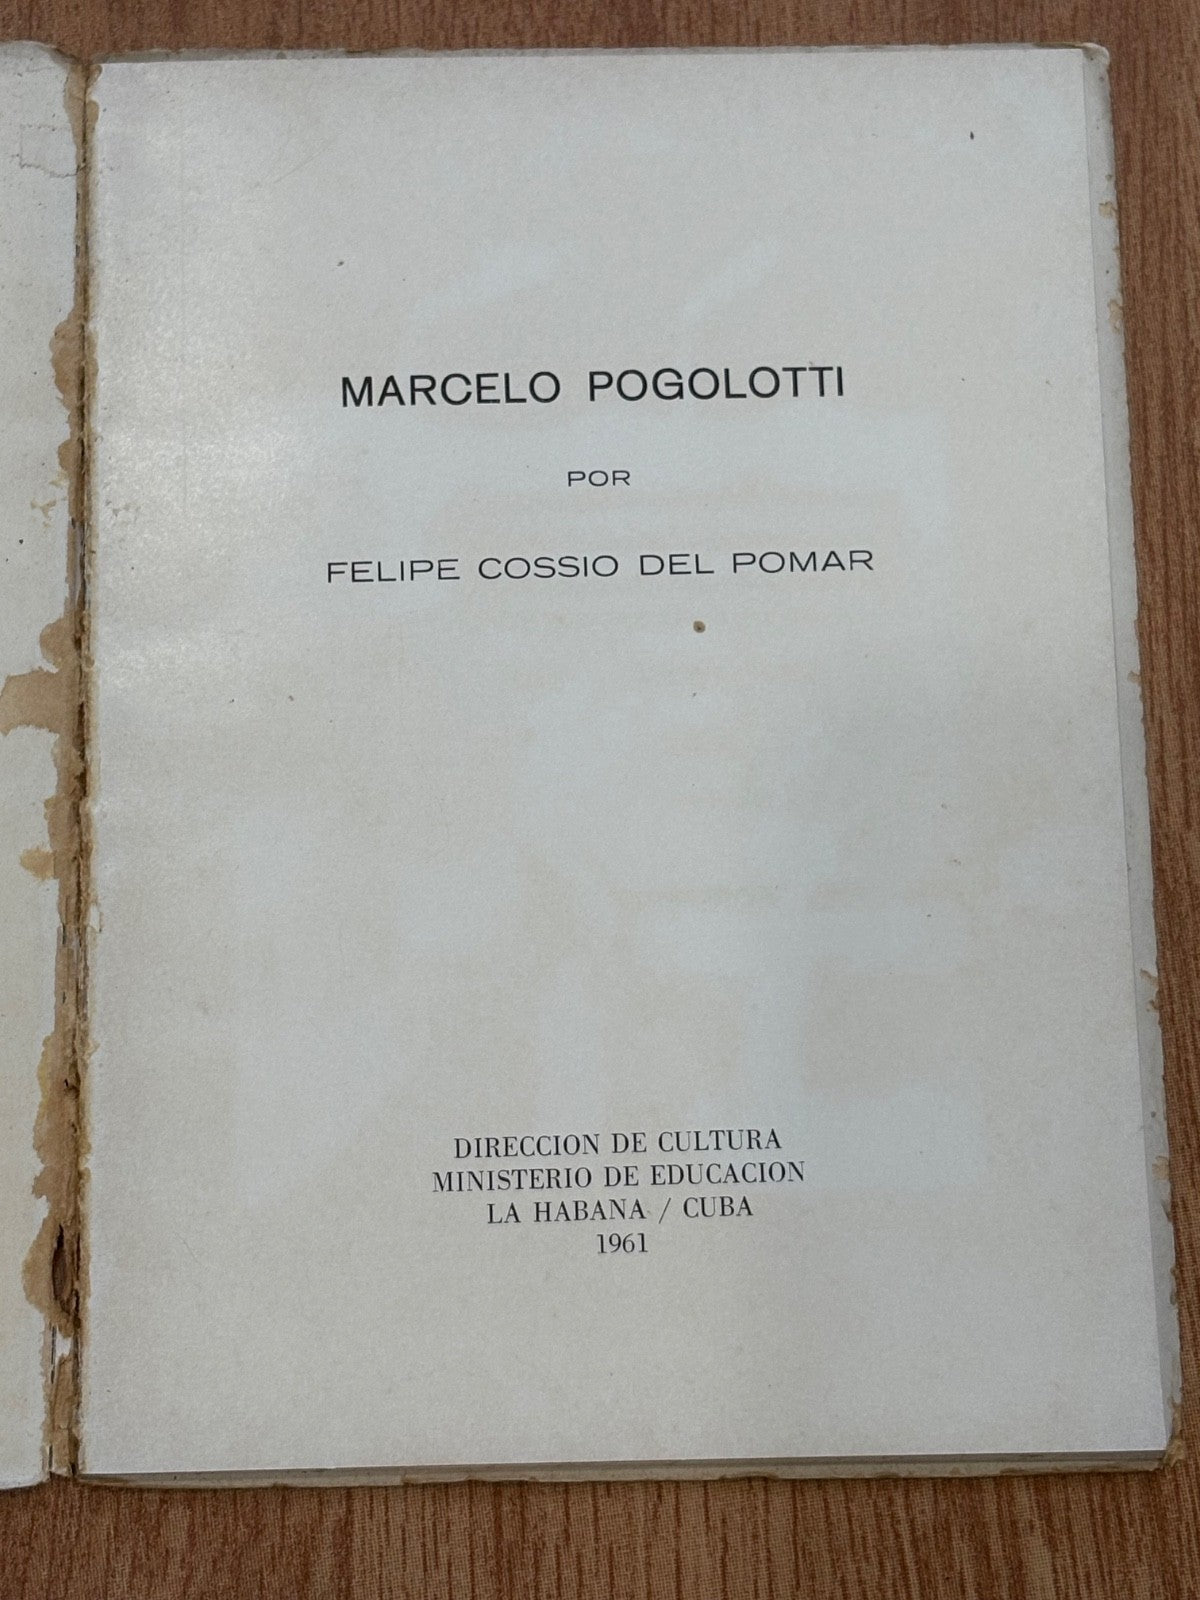 MARCELO POGOLOTTI
POR
FELIPE COSSIO DEL POMAR
DIRECCION DE CULTURA
MINISTERIO DE EDUCACION
LA HABANA / CUBA
1961